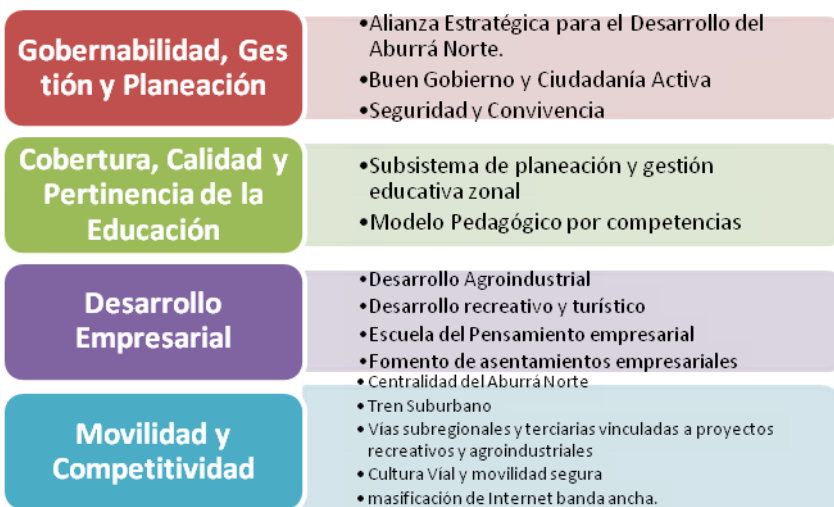 Gobernabilidad, Ges
tión y Planeación
•Alianza Estratégica para el Desarrollo del
Aburrá Norte.
•Buen Gobierno y Ciudadanía Activa
•Seguridad y Convivencia
Cobertura, Calidad y
Pertinencia de la
Educación
•Subsistema de planeación y gestión
educativa zonal
•Modelo Pedagógico por competencias
Desarrollo
Empresarial
•Desarrollo Agroindustrial
•Desarrollo recreativo y turístico
•Escuela del Pensamiento empresarial
•Fomento de asentamientos empresariales
Movilidad y
Competitividad
•Centralidad del Aburrá Norte
•Tren Suburbano
•Vías subregionales y terciarias vinculadas a proyectos
recreativos y agroindustriales
•Cultura Víal y movilidad segura
•masificación de Internet banda ancha.